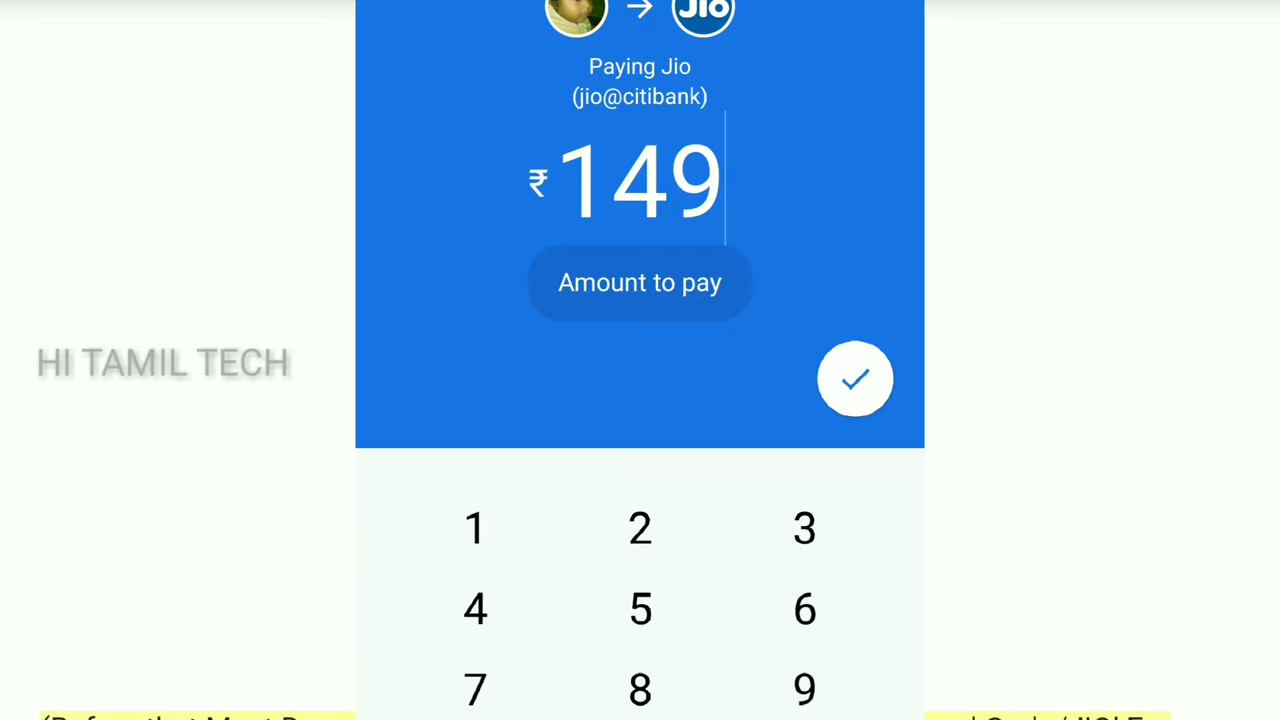 Jio
Paying Jio
(jio@citibank)
₹149
Amount to pay
HI TAMIL TECH
1 2 3
4 5 6
7 8 9